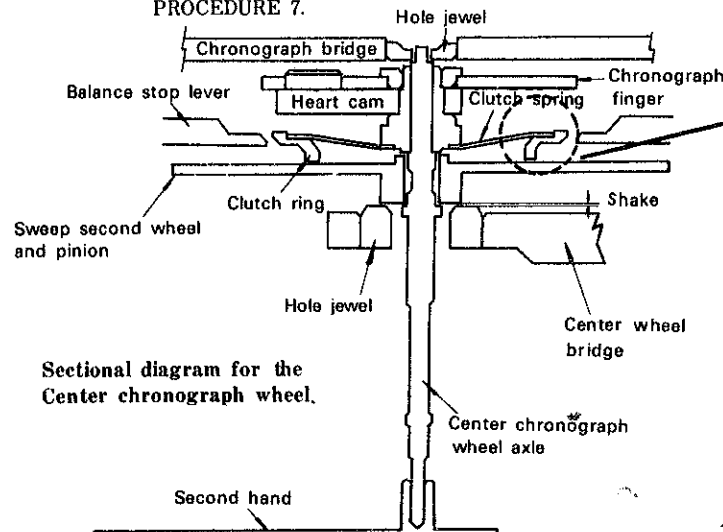 PROCEDURE 7.
Hole jewel
Chronograph bridge
Chronograph
finger
Balance stop lever
Heart cam
Clutch spring
Clutch ring
Shake
Sweep second wheel
and pinion
Hole jewel
Center wheel
bridge
Sectional diagram for the
Center chronograph wheel.
Center chronograph
wheel axle
Second hand